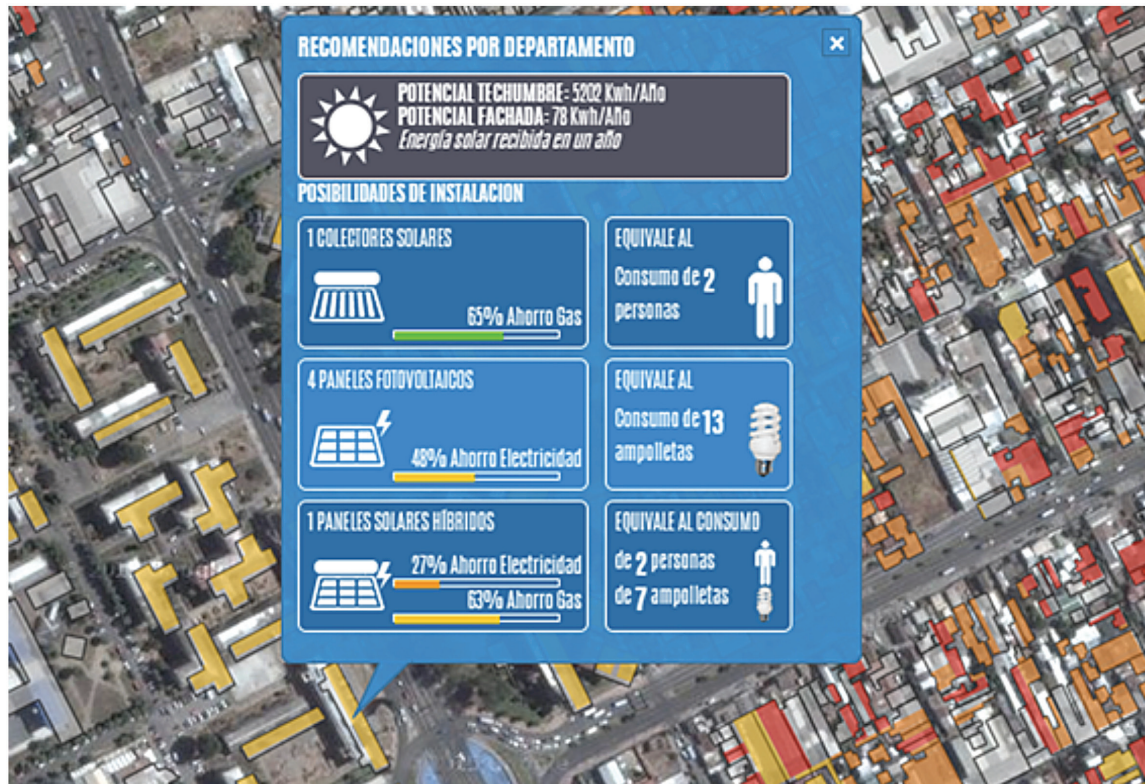 RECOMENDACIONES POR DEPARTAMENTO
POTENCIAL TECHUMBRE= 5202 Kwh/Año
POTENCIAL FACHADA= 78 Kwh/Año
Energía solar recibida en un año
POSIBILIDADES DE INSTALACION
1 COLECTORES SOLARES
65% Ahorro Gas
EQUIVALE AL
Consumo de 2
personas
4 PANELES FOTOVOLTAICOS
48% Ahorro Electricidad
EQUIVALE AL
Consumo de 13
ampolletas
1 PANELES SOLARES HÍBRIDOS
27% Ahorro Electricidad
63% Ahorro Gas
EQUIVALE AL CONSUMO
de 2 personas
de 7 ampolletas